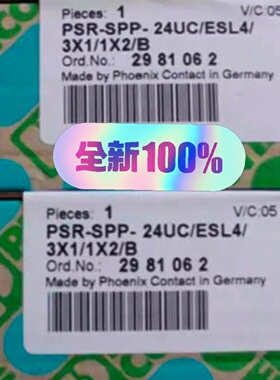 Pieces: 1 V/C:05
PSR-SPP- 24UC/ESL4/
3X1/1X2/B
Ord.No.: 29 81 06 2
Made by Phoenix Contact in Germany
全新100%
Pieces: 1 V/C:05
PSR-SPP- 24UC/ESL4/
3X1/1X2/B
Ord.No.: 29 81 06 2
Made by Phoenix Contact in Germany